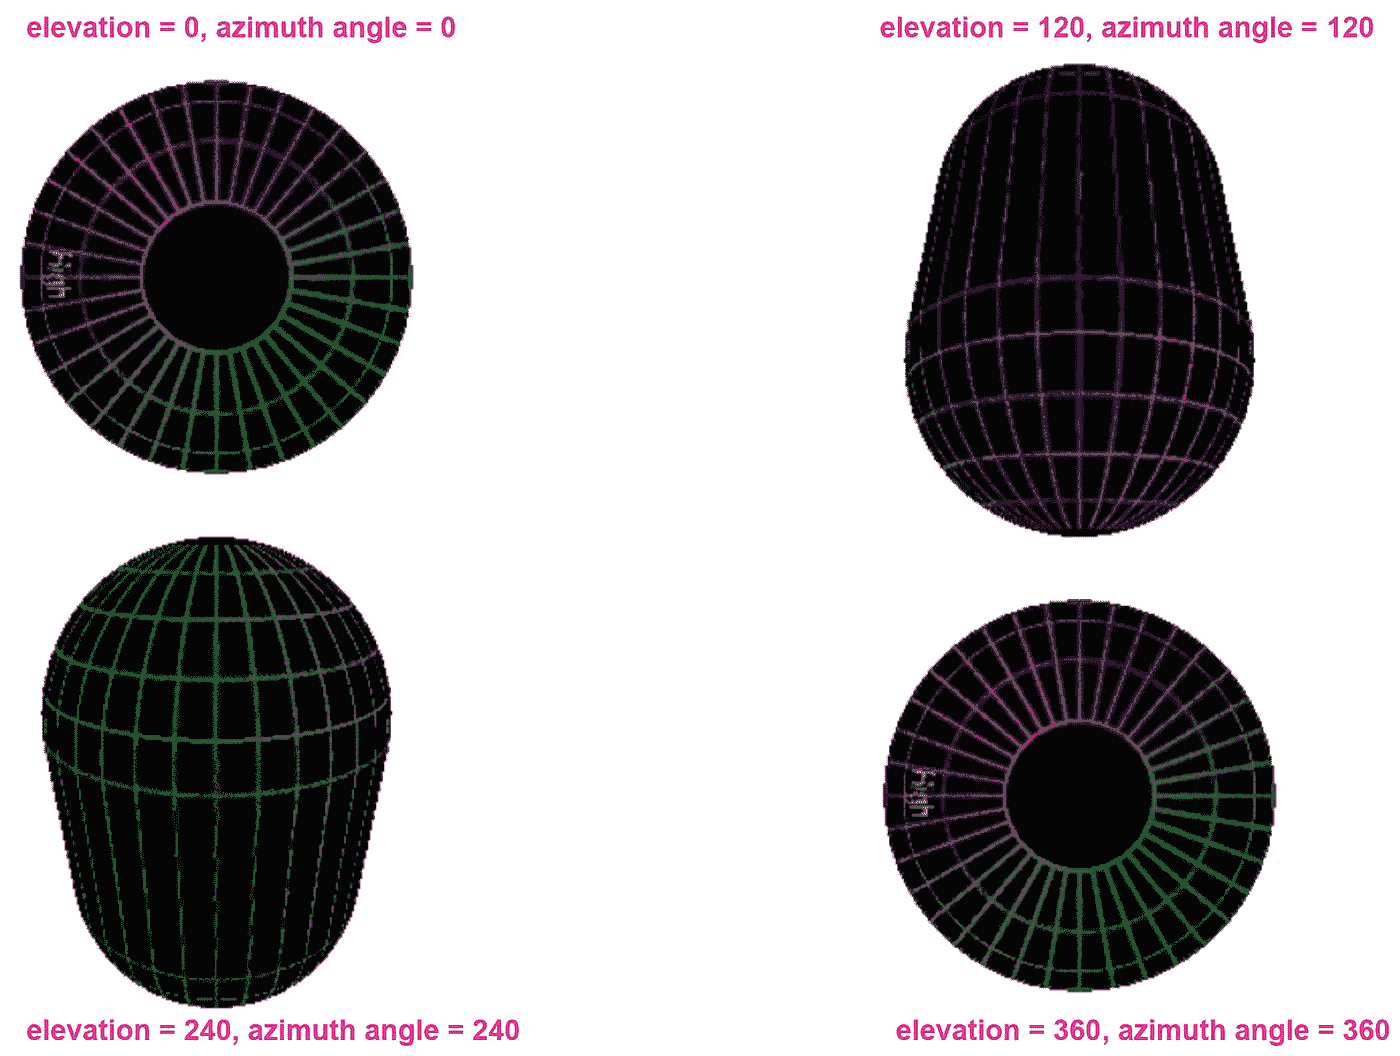 elevation = 0, azimuth angle = 0
elevation = 120, azimuth angle = 120
elevation = 240, azimuth angle = 240
elevation = 360, azimuth angle = 360